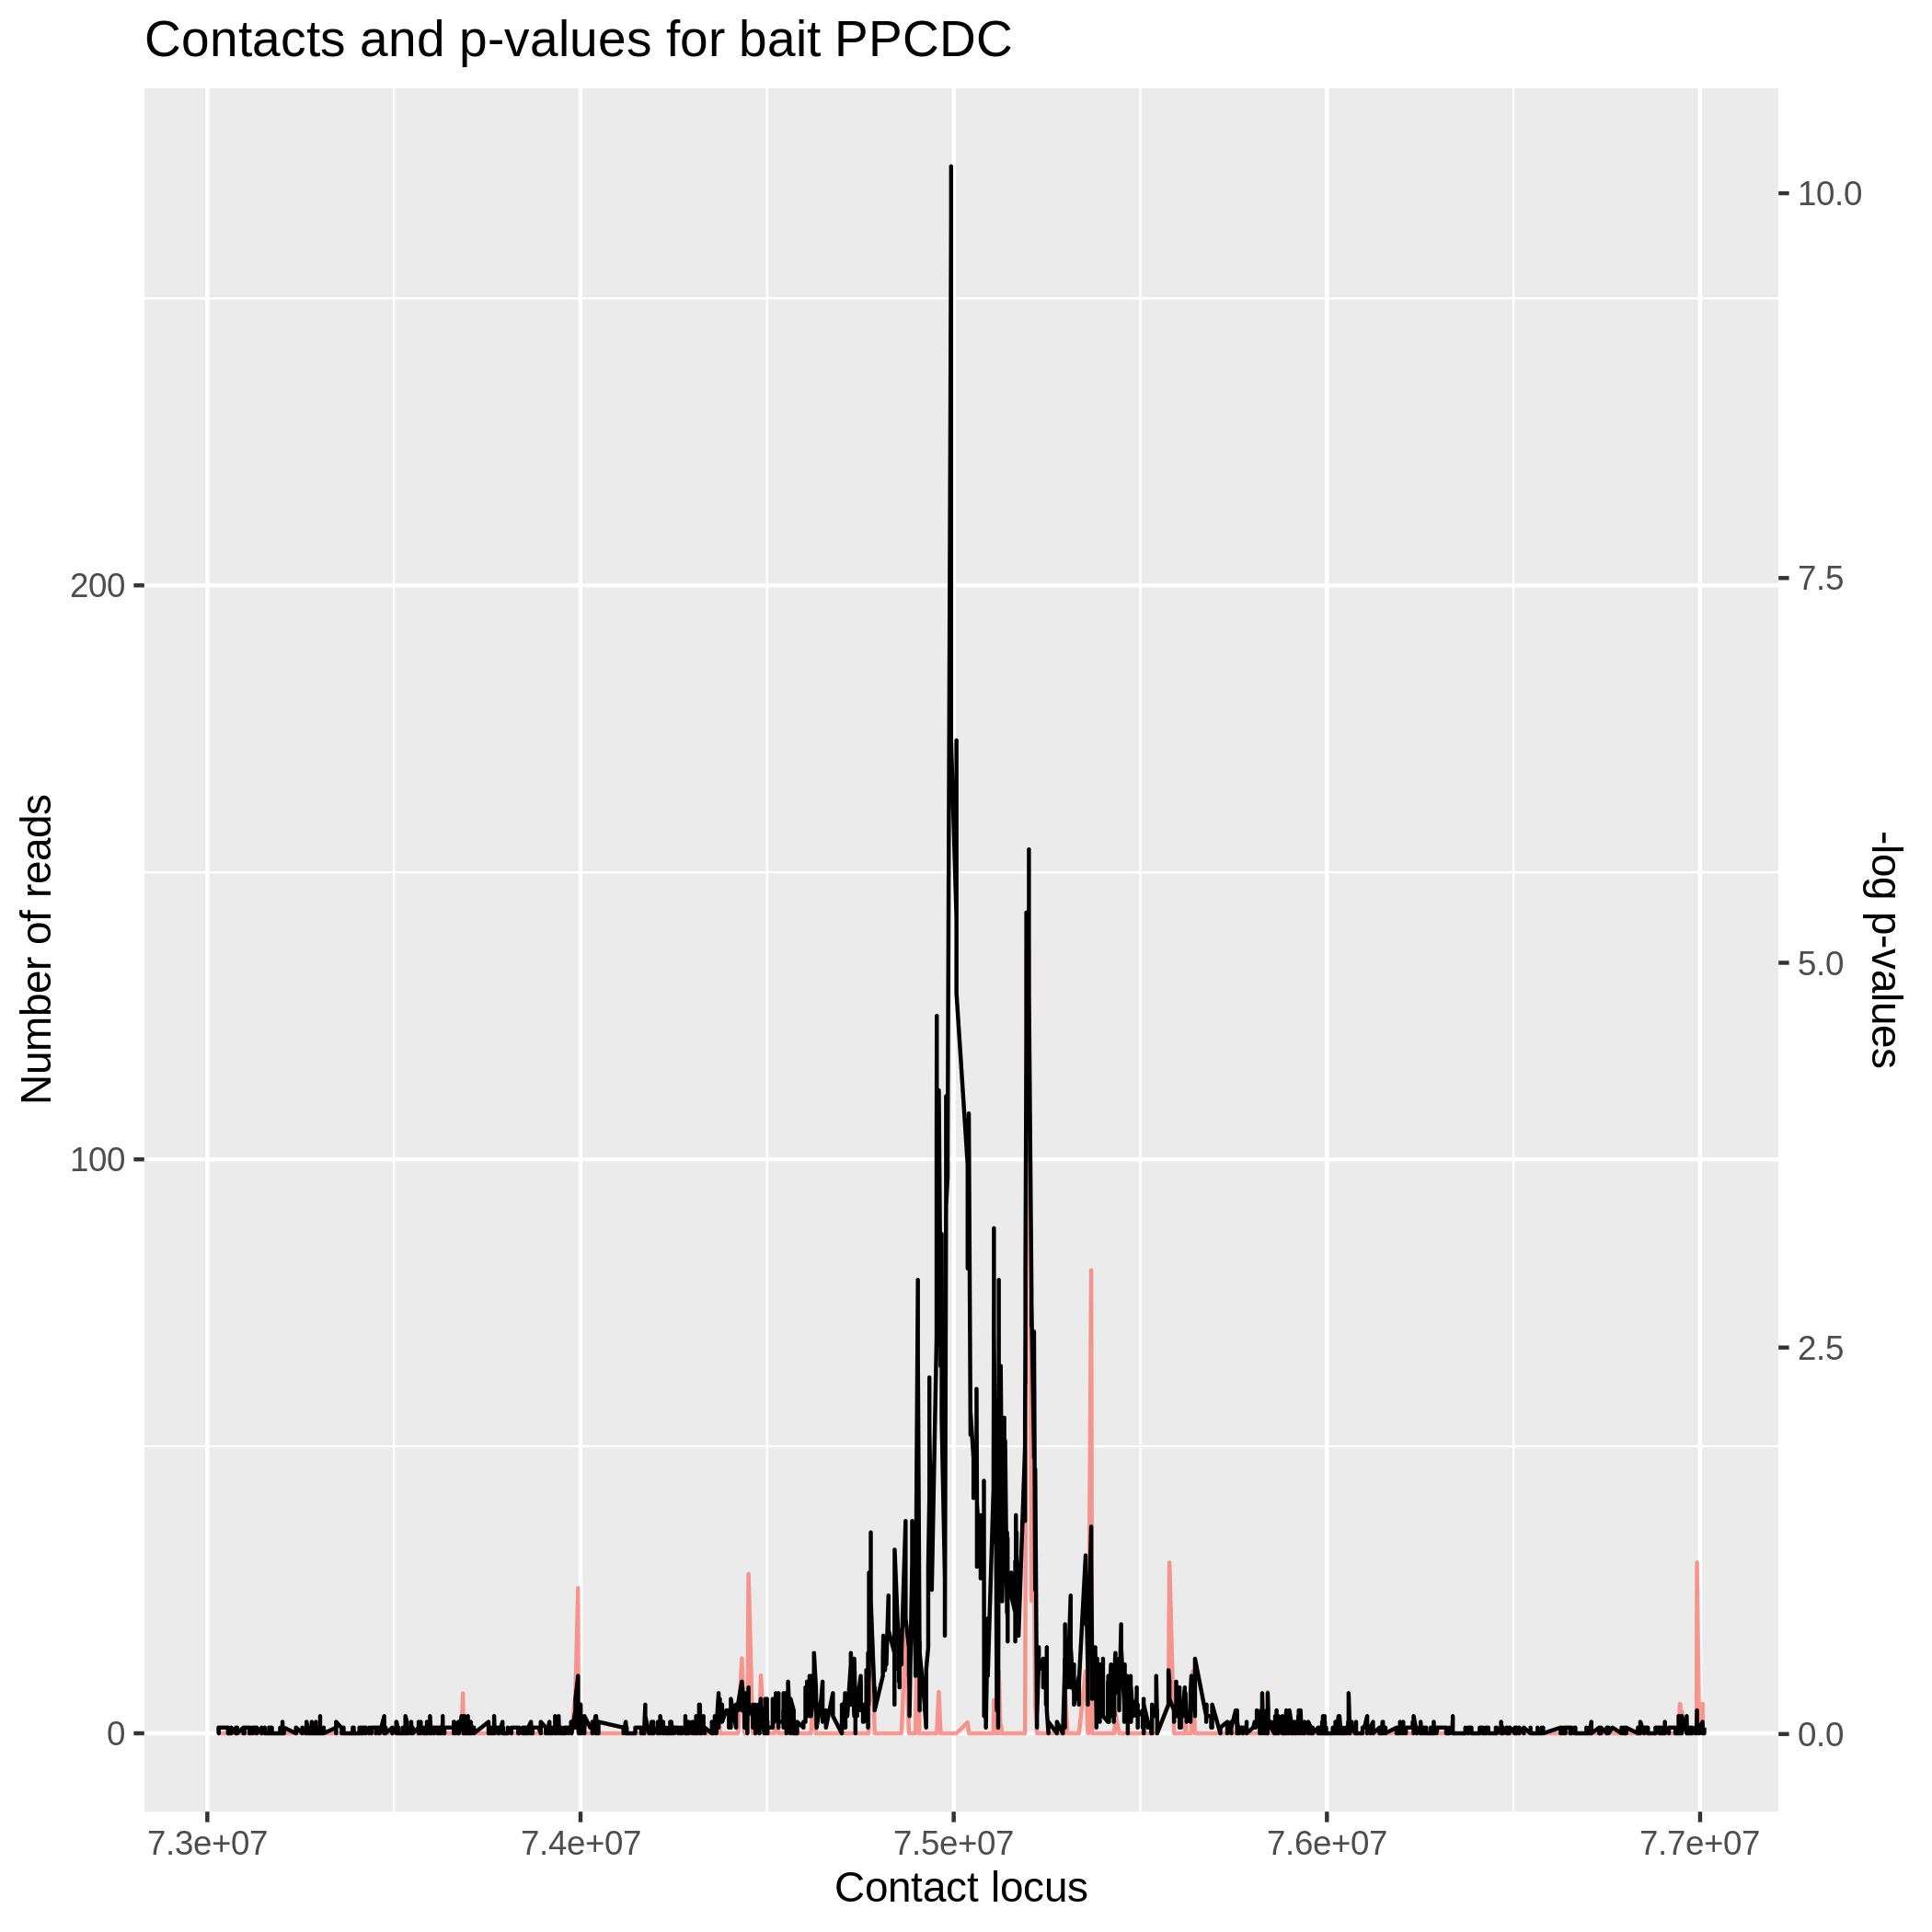 Contacts and p-values for bait PPCDC
Number of reads
200
100
0
10.0
7.5
5.0
2.5
0.0
-log p-values
7.3e+07
7.4e+07
7.5e+07
7.6e+07
7.7e+07
Contact locus